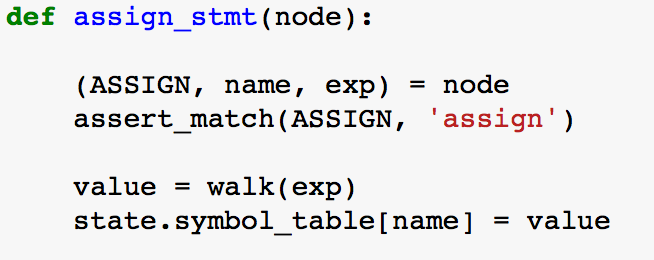 def assign_stmt(node):
(ASSIGN, name, exp) = node
assert_match(ASSIGN, 'assign')
value = walk(exp)
state.symbol_table[name] = value